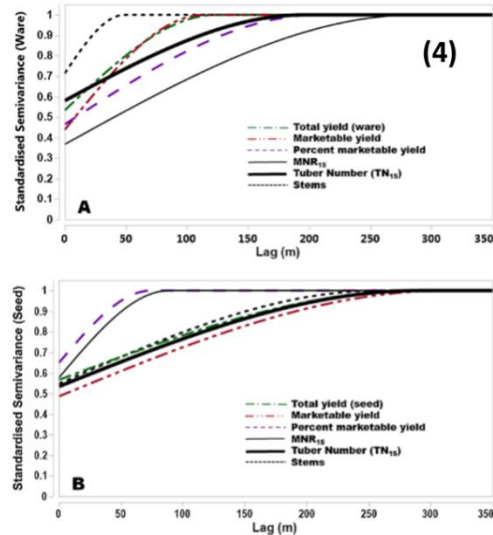 Standardised Semivariance (Ware)
1
0.9
0.8
0.7
0.6
0.5
0.4
0.3
0.2
0.1
0
(4)
Total yield (ware)
Marketable yield
Percent marketable yield
MNR15
Tuber Number (TN15)
Stems
A
0 50 100 150 200 250 300 350
Lag (m)
Standardised Semivariance (Seed)
1
0.9
0.8
0.7
0.6
0.5
0.4
0.3
0.2
0.1
0
Total yield (seed)
Marketable yield
Percent marketable yield
MNR15
Tuber Number (TN15)
Stems
B
0 50 100 150 200 250 300 350
Lag (m)